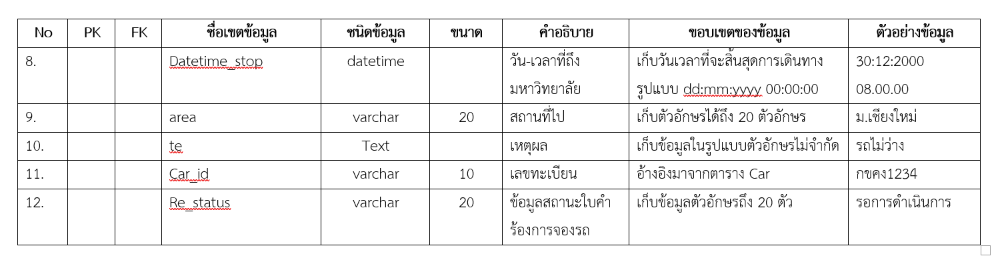 No PK FK ชื่อเขตข้อมูล ชนิดข้อมูล ขนาด คำอธิบาย ขอบเขตของข้อมูล ตัวอย่างข้อมูล
8. Datetime_stop datetime วัน-เวลาที่ถึง เก็บวันเวลาที่จะสิ้นสุดการเดินทาง 30:12:2000
มหาวิทยาลัย รูปแบบ dd:mm:yyyy 00:00:00 08.00.00
9. area varchar 20 สถานที่ไป เก็บตัวอักษรได้ถึง 20 ตัวอักษร ม.เชียงใหม่
10. te Text เหตุผล เก็บข้อมูลในรูปแบบตัวอักษรไม่จำกัด รถไม่ว่าง
11. Car_id varchar 10 เลขทะเบียน อ้างอิงมาจากตาราง Car กขคง1234
12. Re_status varchar 20 ข้อมูลสถานะใบคำ เก็บข้อมูลตัวอักษรถึง 20 ตัว รอการดำเนินการ
ร้องการจองรถ